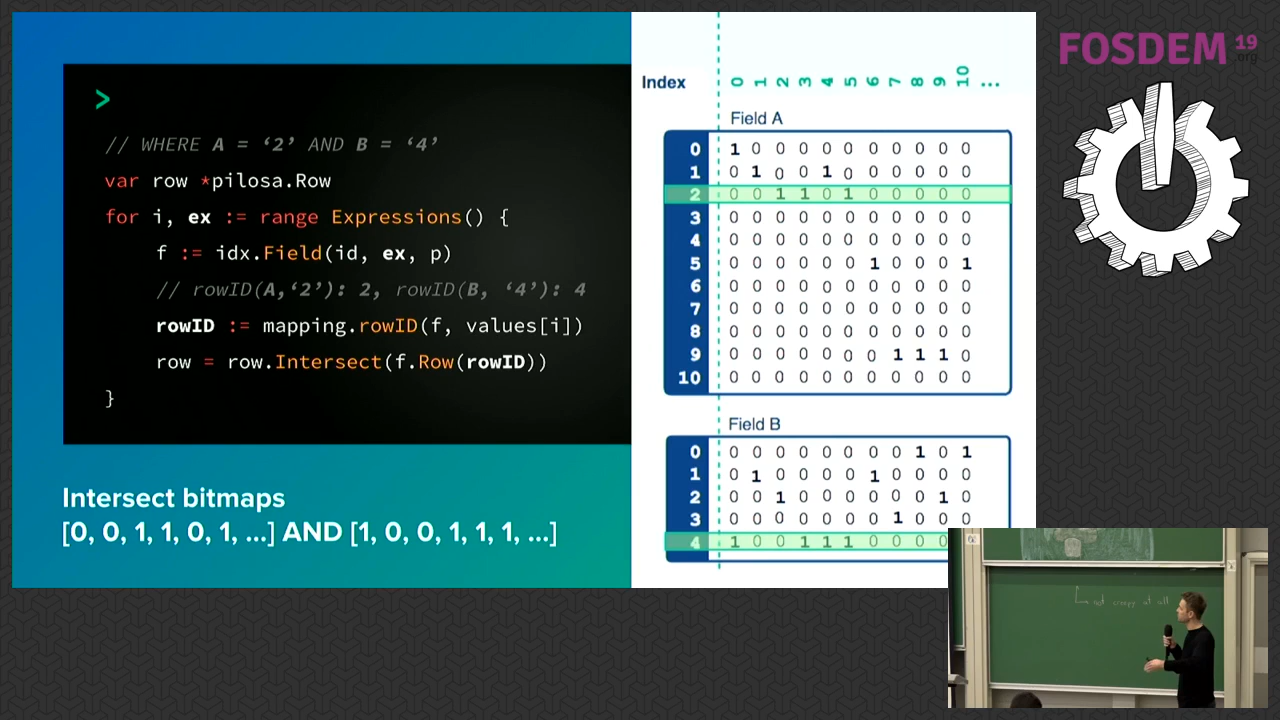 >
// WHERE A = ‘2’ AND B = ‘4’
var row *pilosa.Row
for i, ex := range Expressions() {
f := idx.Field(id, ex, p)
// rowID(A,‘2’): 2, rowID(B, ‘4’): 4
rowID := mapping.rowID(f, values[i])
row = row.Intersect(f.Row(rowID))
}
Intersect bitmaps
[0, 0, 1, 1, 0, 1, ...] AND [1, 0, 0, 1, 1, 1, ...]
Index 0 1 2 3 4 5 6 7 8 9 10 ...
Field A
0 1 0 0 0 0 0 0 0 0 0 0
1 0 1 0 0 1 0 0 0 0 0 0
2 0 0 1 1 0 1 0 0 0 0 0
3 0 0 0 0 0 0 0 0 0 0 0
4 0 0 0 0 0 0 0 0 0 0 0
5 0 0 0 0 0 0 1 0 0 0 1
6 0 0 0 0 0 0 0 0 0 0 0
7 0 0 0 0 0 0 0 0 0 0 0
8 0 0 0 0 0 0 0 0 0 0 0
9 0 0 0 0 0 0 0 1 1 1 0
10 0 0 0 0 0 0 0 0 0 0 0
Field B
0 0 0 0 0 0 0 0 0 1 0 1
1 0 1 0 0 0 0 1 0 0 0 0
2 0 0 1 0 0 0 0 0 0 1 0
3 0 0 0 0 0 0 0 1 0 0 0
4 1 0 0 1 1 1 0 0 0
FOSDEM 19
.org
not creepy at all